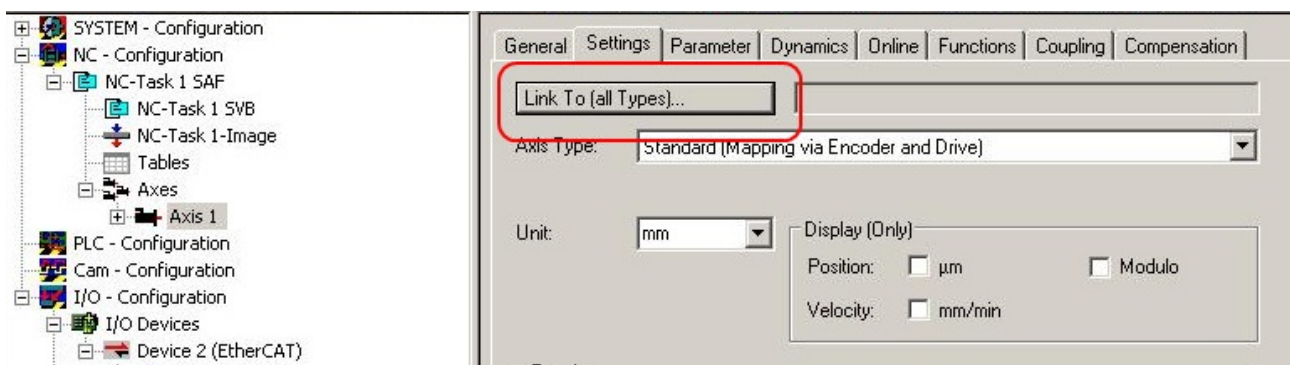 SYSTEM - Configuration
NC - Configuration
NC-Task 1 SAF
NC-Task 1 SVB
NC-Task 1-Image
Tables
Axes
Axis 1
PLC - Configuration
Cam - Configuration
I/O - Configuration
I/O Devices
Device 2 (EtherCAT)
General Settings Parameter Dynamics Online Functions Coupling Compensation
Link To (all Types)...
Axis Type: Standard (Mapping via Encoder and Drive)
Unit: mm Display (Only)
Position: µm Modulo
Velocity: mm/min